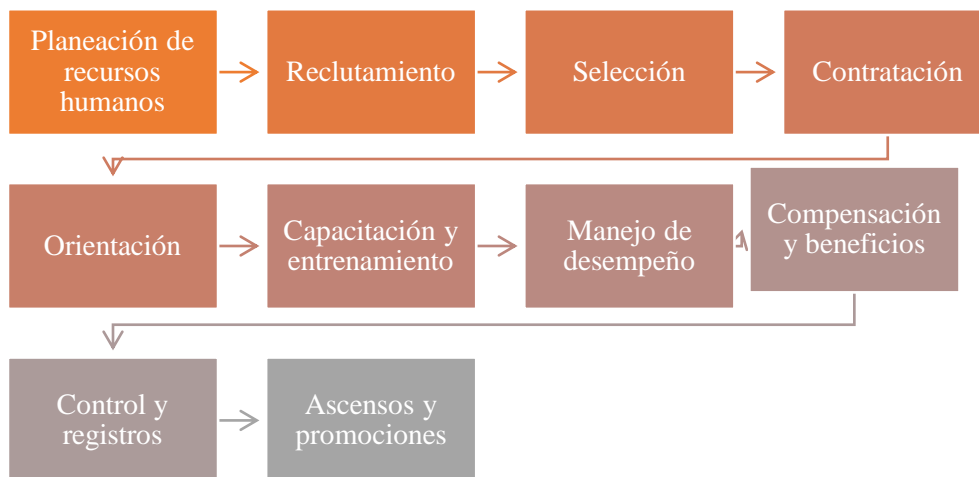 Planeación de
recursos
humanos
Reclutamiento
Selección
Contratación
Orientación
Capacitación y
entrenamiento
Manejo de
desempeño
Compensación
y beneficios
Control y
registros
Ascensos y
promociones